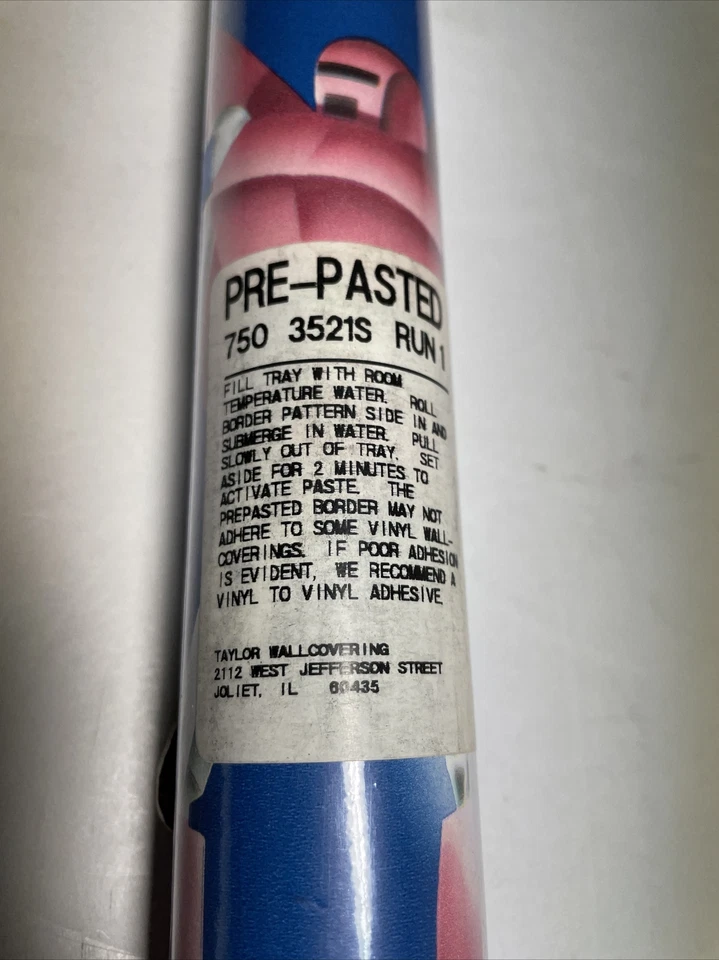 PRE-PASTED
750 3521S RUN 1
FILL TRAY WITH ROOM
TEMPERATURE WATER. ROLL
BORDER PATTERN SIDE IN AND
SUBMERGE IN WATER. PULL
SLOWLY OUT OF TRAY. SET
ASIDE FOR 2 MINUTES TO
ACTIVATE PASTE. THE
PREPASTED BORDER MAY NOT
ADHERE TO SOME VINYL WALL-
COVERINGS. IF POOR ADHESION
IS EVIDENT, WE RECOMMEND A
VINYL TO VINYL ADHESIVE.
TAYLOR WALLCOVERING
2112 WEST JEFFERSON STREET
JOLIET, IL 60435